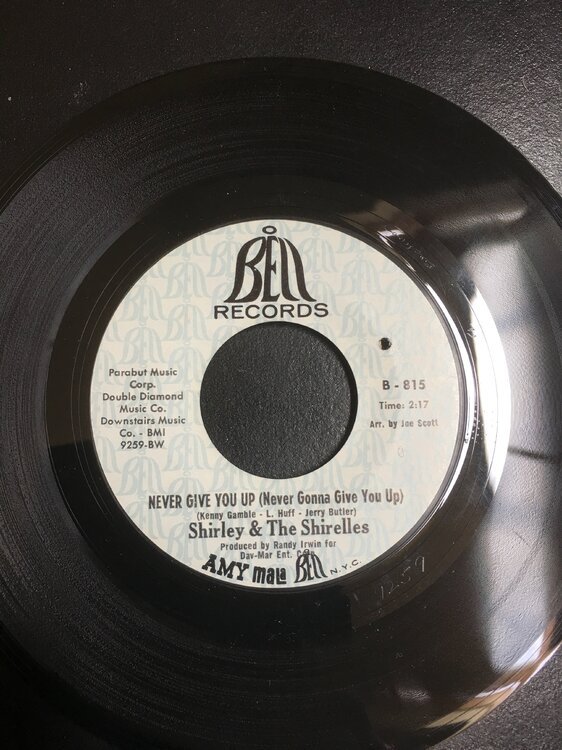 BELL
RECORDS
Parabut Music
Corp.
Double Diamond
Music Co.
Downstairs Music
Co. - BMI
9259-BW
B - 815
Time: 2:17
Arr. by Joe Scott
NEVER GIVE YOU UP (Never Gonna Give You Up)
(Kenny Gamble - L. Huff - Jerry Butler)
Shirley & The Shirelles
Produced by Randy Irwin for
Dav-Mar Ent.
AMY mala BELL N.Y.C.